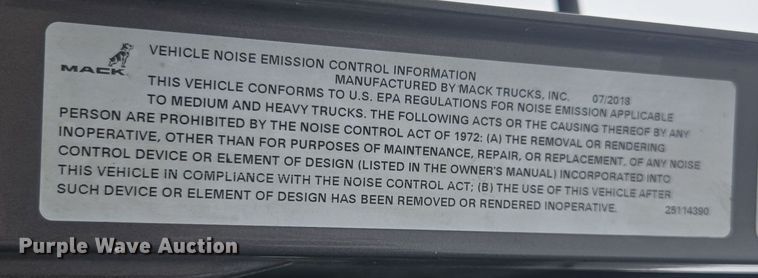 MACK
VEHICLE NOISE EMISSION CONTROL INFORMATION
MANUFACTURED BY MACK TRUCKS, INC. 07/2018
THIS VEHICLE CONFORMS TO U.S. EPA REGULATIONS FOR NOISE EMISSION APPLICABLE
TO MEDIUM AND HEAVY TRUCKS. THE FOLLOWING ACTS OR THE CAUSING THEREOF BY ANY
PERSON ARE PROHIBITED BY THE NOISE CONTROL ACT OF 1972: (A) THE REMOVAL OR RENDERING
INOPERATIVE, OTHER THAN FOR PURPOSES OF MAINTENANCE, REPAIR, OR REPLACEMENT, OF ANY NOISE
CONTROL DEVICE OR ELEMENT OF DESIGN (LISTED IN THE OWNER'S MANUAL) INCORPORATED INTO
THIS VEHICLE IN COMPLIANCE WITH THE NOISE CONTROL ACT; (B) THE USE OF THIS VEHICLE AFTER
SUCH DEVICE OR ELEMENT OF DESIGN HAS BEEN REMOVED OR RENDERED INOPERATIVE. 25114390
Purple Wave Auction